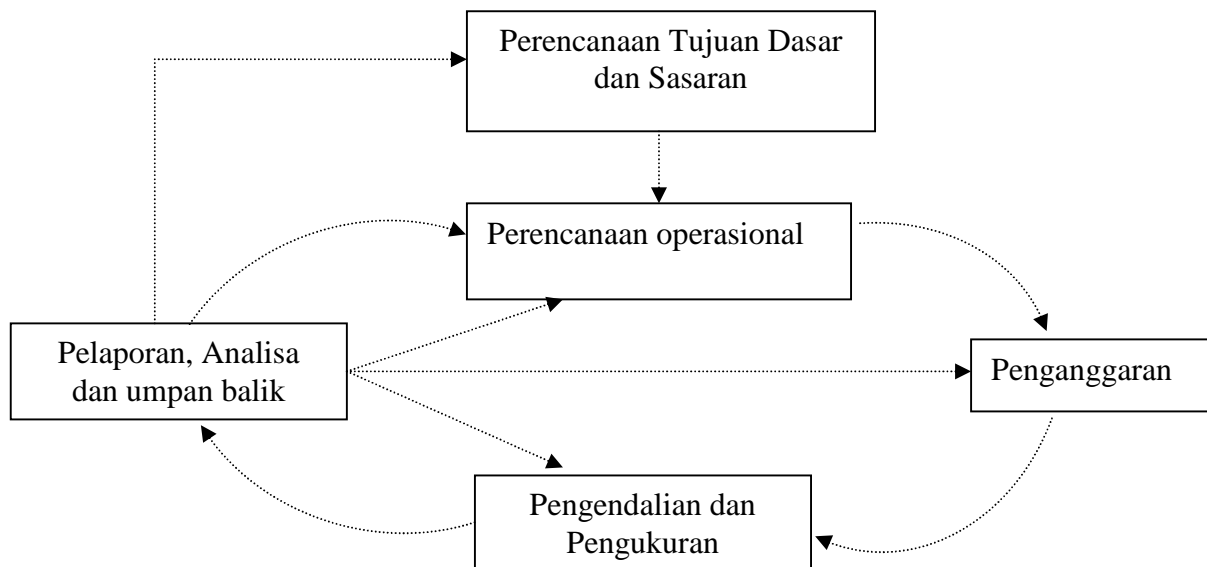 Perencanaan Tujuan Dasar
dan Sasaran
Perencanaan operasional
Pelaporan, Analisa
dan umpan balik
Penganggaran
Pengendalian dan
Pengukuran